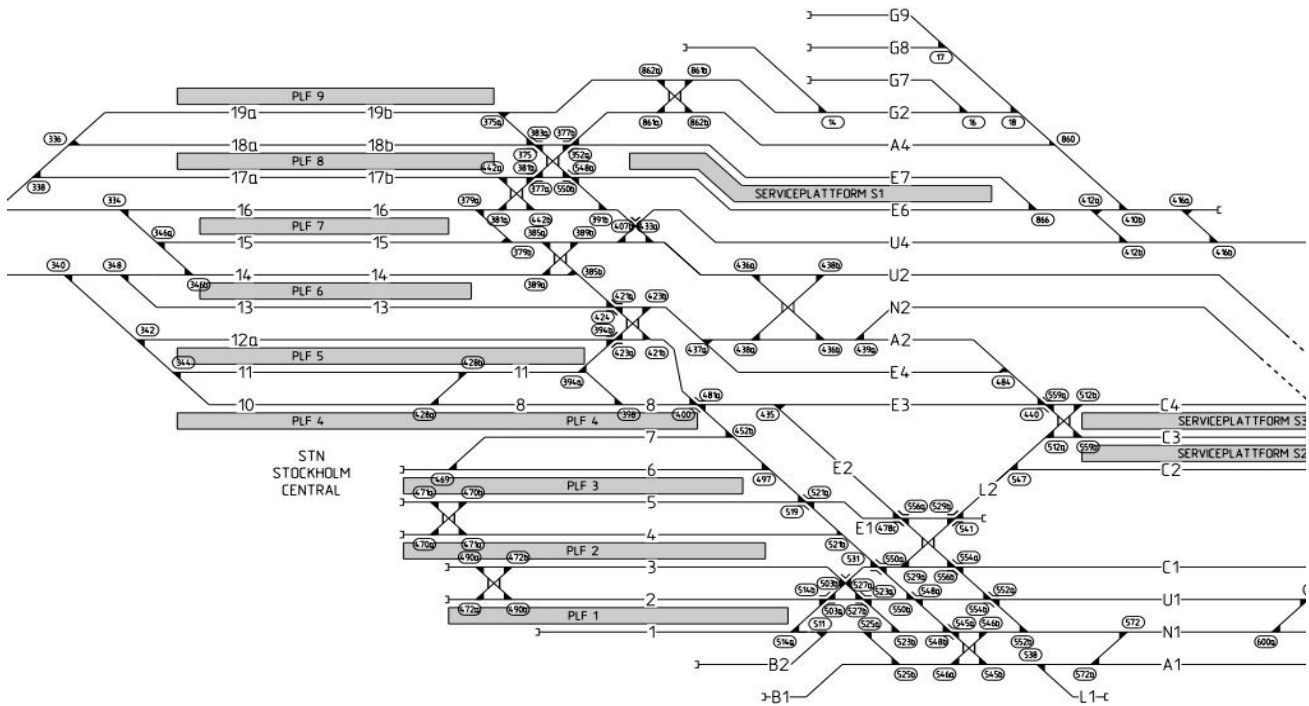 G9
G8
17
862a 861a G7
PLF 9
19a 19b 375a 861a 862b 14 G2 16 18
336 383a 377b 860
18a 18b 375 352a A4
PLF 8 442a 381b 548a
338 17a 17b 377a 550b E7
SERVICEPLATTFORM S1
334 379a 412a 416a
16 16 381a 442b 391b E6 866 410b
PLF 7 385a 389b 407b 433a
346a 15 15 379b U4 412b 416b
340 348 385b 436a 438b
14 14 389a U2
346b PLF 6 421a 423b
13 13 424 N2
342 394b
12a 423a 421b 437a 438a 436b 439a A2
344 PLF 5 428b
11 11 394a E4 484
481a 559a 512b
10 8 8 E3 C4
428a 398 400 435 440
PLF 4 PLF 4 SERVICEPLATTFORM S3
452b
7 C3
512a 559b
STN
STOCKHOLM
CENTRAL
SERVICEPLATTFORM S2
6 E2 C2
469 497 547
471a 470b PLF 3 521a L2
5 519 556a 529b
E1 478b 541
4
470a 471a PLF 2 521b
490a 472b 531 550a 554a
3 503b 527a 529a 556b C1
514b 523a 548a 552a
2 U1
472a 490b 503a 527b 550b 554b
PLF 1 511 525a 545a 546b 572
1 N1
514a 523b 548b 552b 600a
538
B2 A1
525b 546a 545b 572a
B1 L1